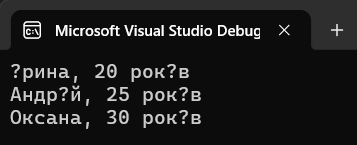 Microsoft Visual Studio Debug
?рина, 20 рок?в
Андр?й, 25 рок?в
Оксана, 30 рок?в